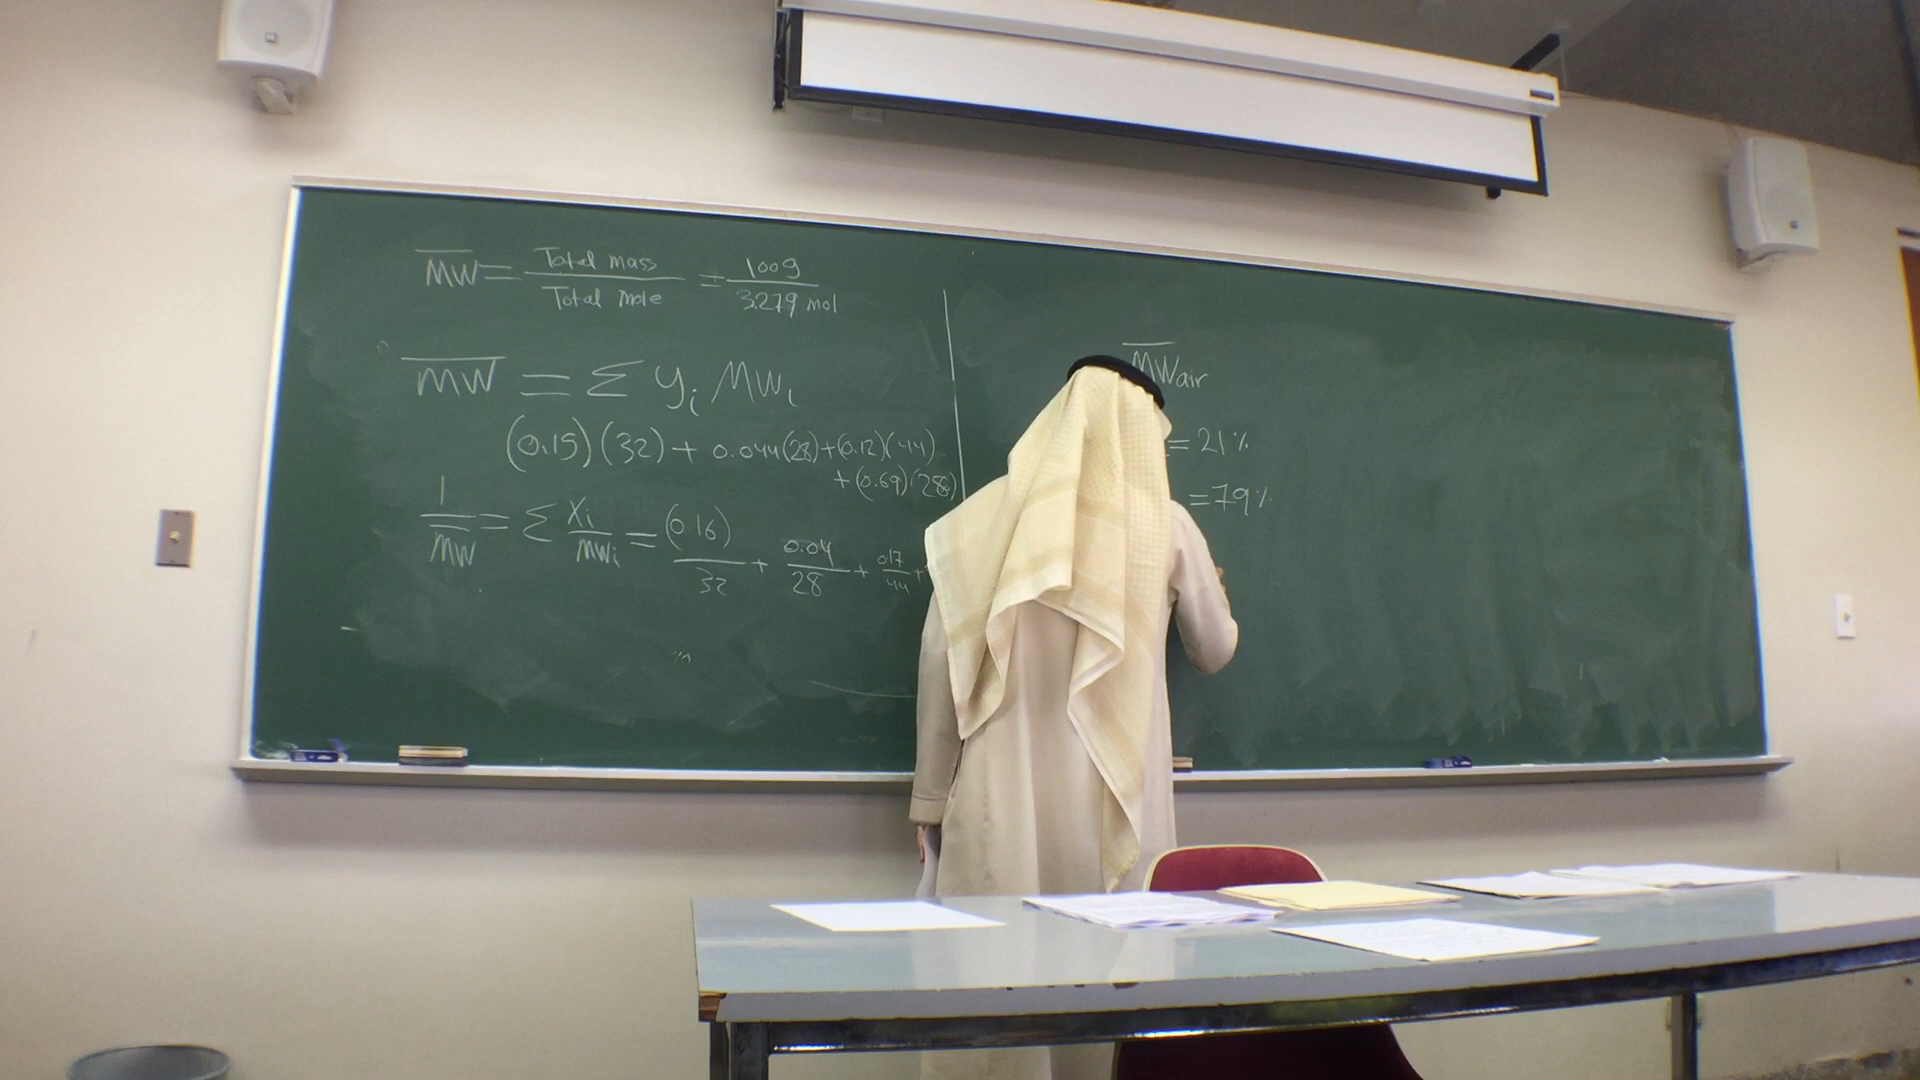 MW = Total mass / Total mole = 100g / 3.279 mol
MW = Σ yi MWi
(0.15)(32) + 0.044(28) + (0.12)(44)
+ (0.69)(28)
1 / MW = Σ Xi / MWi = (0.16) / 32 + 0.04 / 28 + 0.17 / 44 +
MWair
= 21%
= 79%